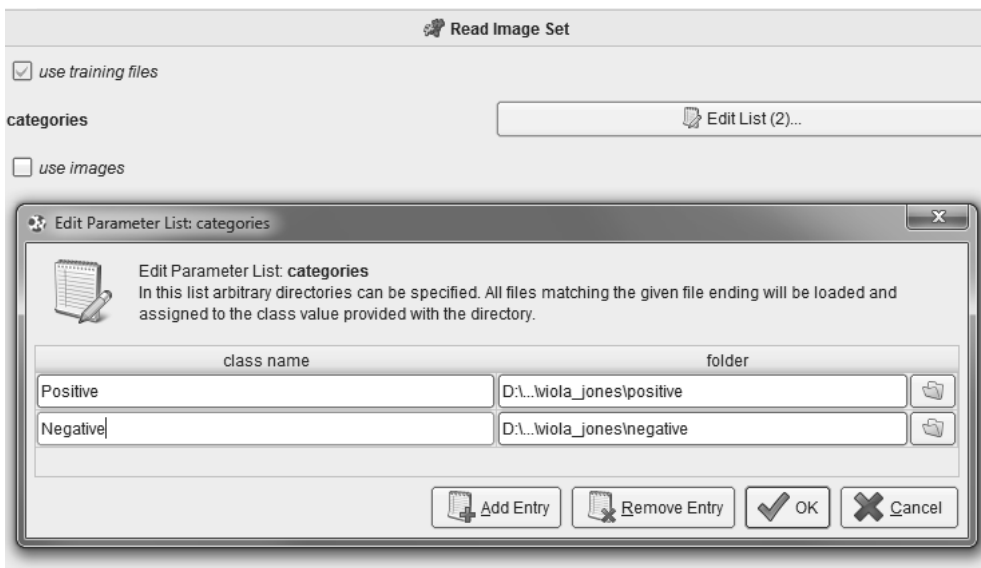 Read Image Set
use training files
categories
Edit List (2)...
use images
Edit Parameter List: categories
Edit Parameter List: categories
In this list arbitrary directories can be specified. All files matching the given file ending will be loaded and
assigned to the class value provided with the directory.
class name folder
Positive D:\...\viola_jones\positive
Negative D:\...\viola_jones\negative
Add Entry Remove Entry OK Cancel